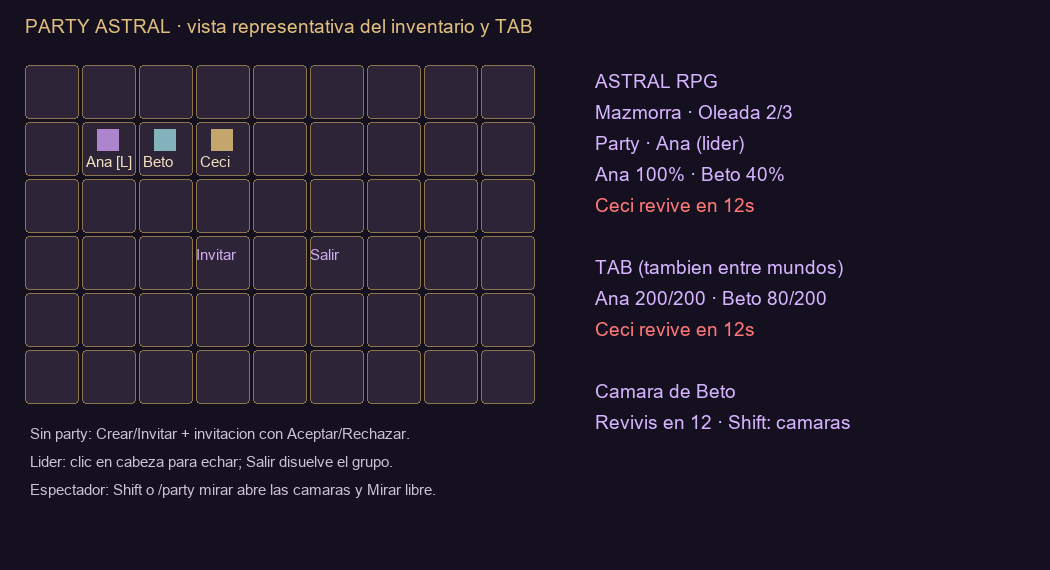 PARTY ASTRAL · vista representativa del inventario y TAB
Ana [L]
Beto
Ceci
Invitar
Salir
Sin party: Crear/Invitar + invitacion con Aceptar/Rechazar.
Lider: clic en cabeza para echar; Salir disuelve el grupo.
Espectador: Shift o /party mirar abre las camaras y Mirar libre.
ASTRAL RPG
Mazmorra · Oleada 2/3
Party · Ana (lider)
Ana 100% · Beto 40%
Ceci revive en 12s
TAB (tambien entre mundos)
Ana 200/200 · Beto 80/200
Ceci revive en 12s
Camara de Beto
Revivis en 12 · Shift: camaras